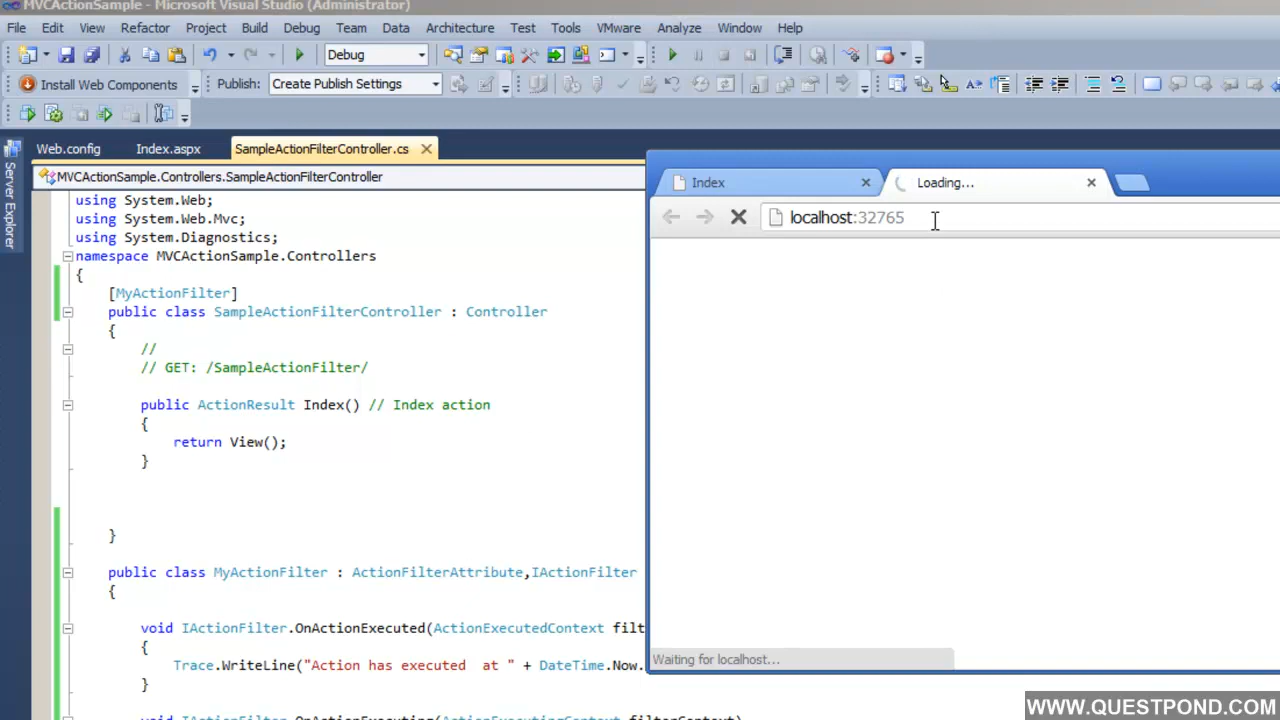 MVCActionSample - Microsoft Visual Studio (Administrator)
File Edit View Refactor Project Build Debug Team Data Architecture Test Tools VMware Analyze Window Help
Debug
Install Web Components Publish: Create Publish Settings
Web.config Index.aspx SampleActionFilterController.cs
MVCActionSample.Controllers.SampleActionFilterController
Server Explorer
using System.Web;
using System.Web.Mvc;
using System.Diagnostics;
namespace MVCActionSample.Controllers
{
[MyActionFilter]
public class SampleActionFilterController : Controller
{
//
// GET: /SampleActionFilter/
public ActionResult Index() // Index action
{
return View();
}
}
public class MyActionFilter : ActionFilterAttribute,IActionFilter
{
void IActionFilter.OnActionExecuted(ActionExecutedContext filt
{
Trace.WriteLine("Action has executed  at " + DateTime.Now.
}
void IActionFilter.OnActionExecuting(ActionExecutingContext filterContext)
Index Loading...
localhost:32765
Waiting for localhost...
WWW.QUESTPOND.COM